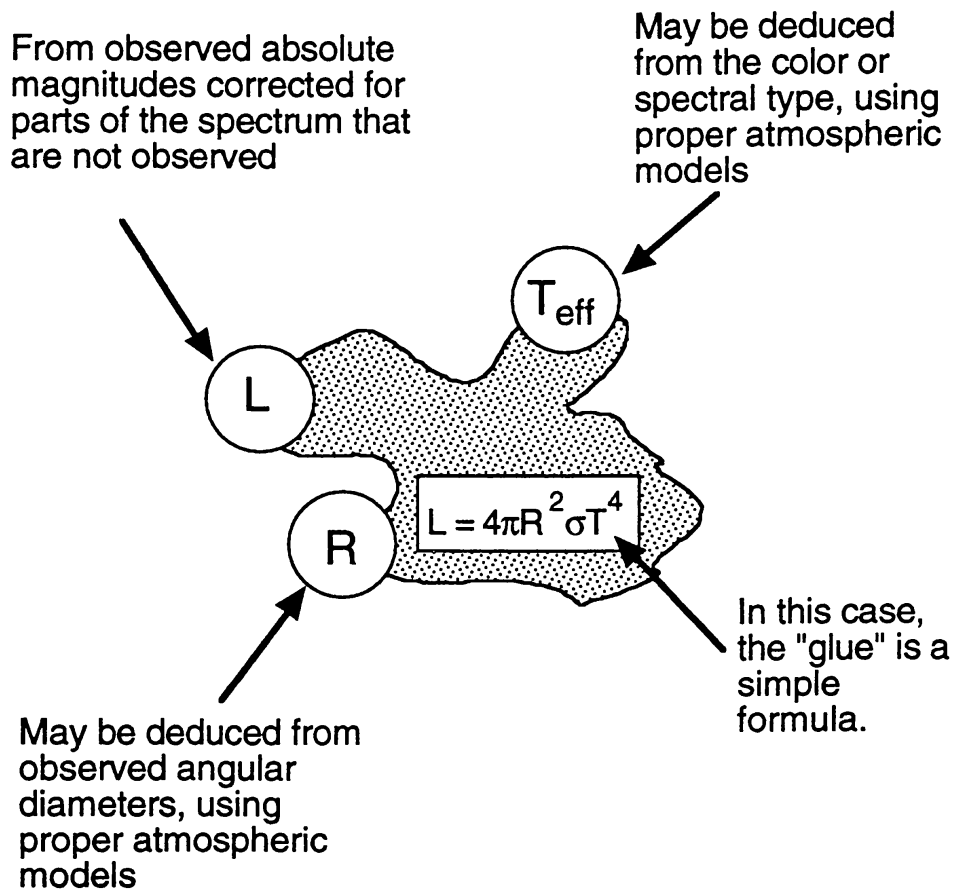 From observed absolute
magnitudes corrected for
parts of the spectrum that
are not observed
May be deduced
from the color or
spectral type, using
proper atmospheric
models
T_eff
L
L = 4πR^2 σT^4
R
In this case,
the "glue" is a
simple
formula.
May be deduced from
observed angular
diameters, using
proper atmospheric
models